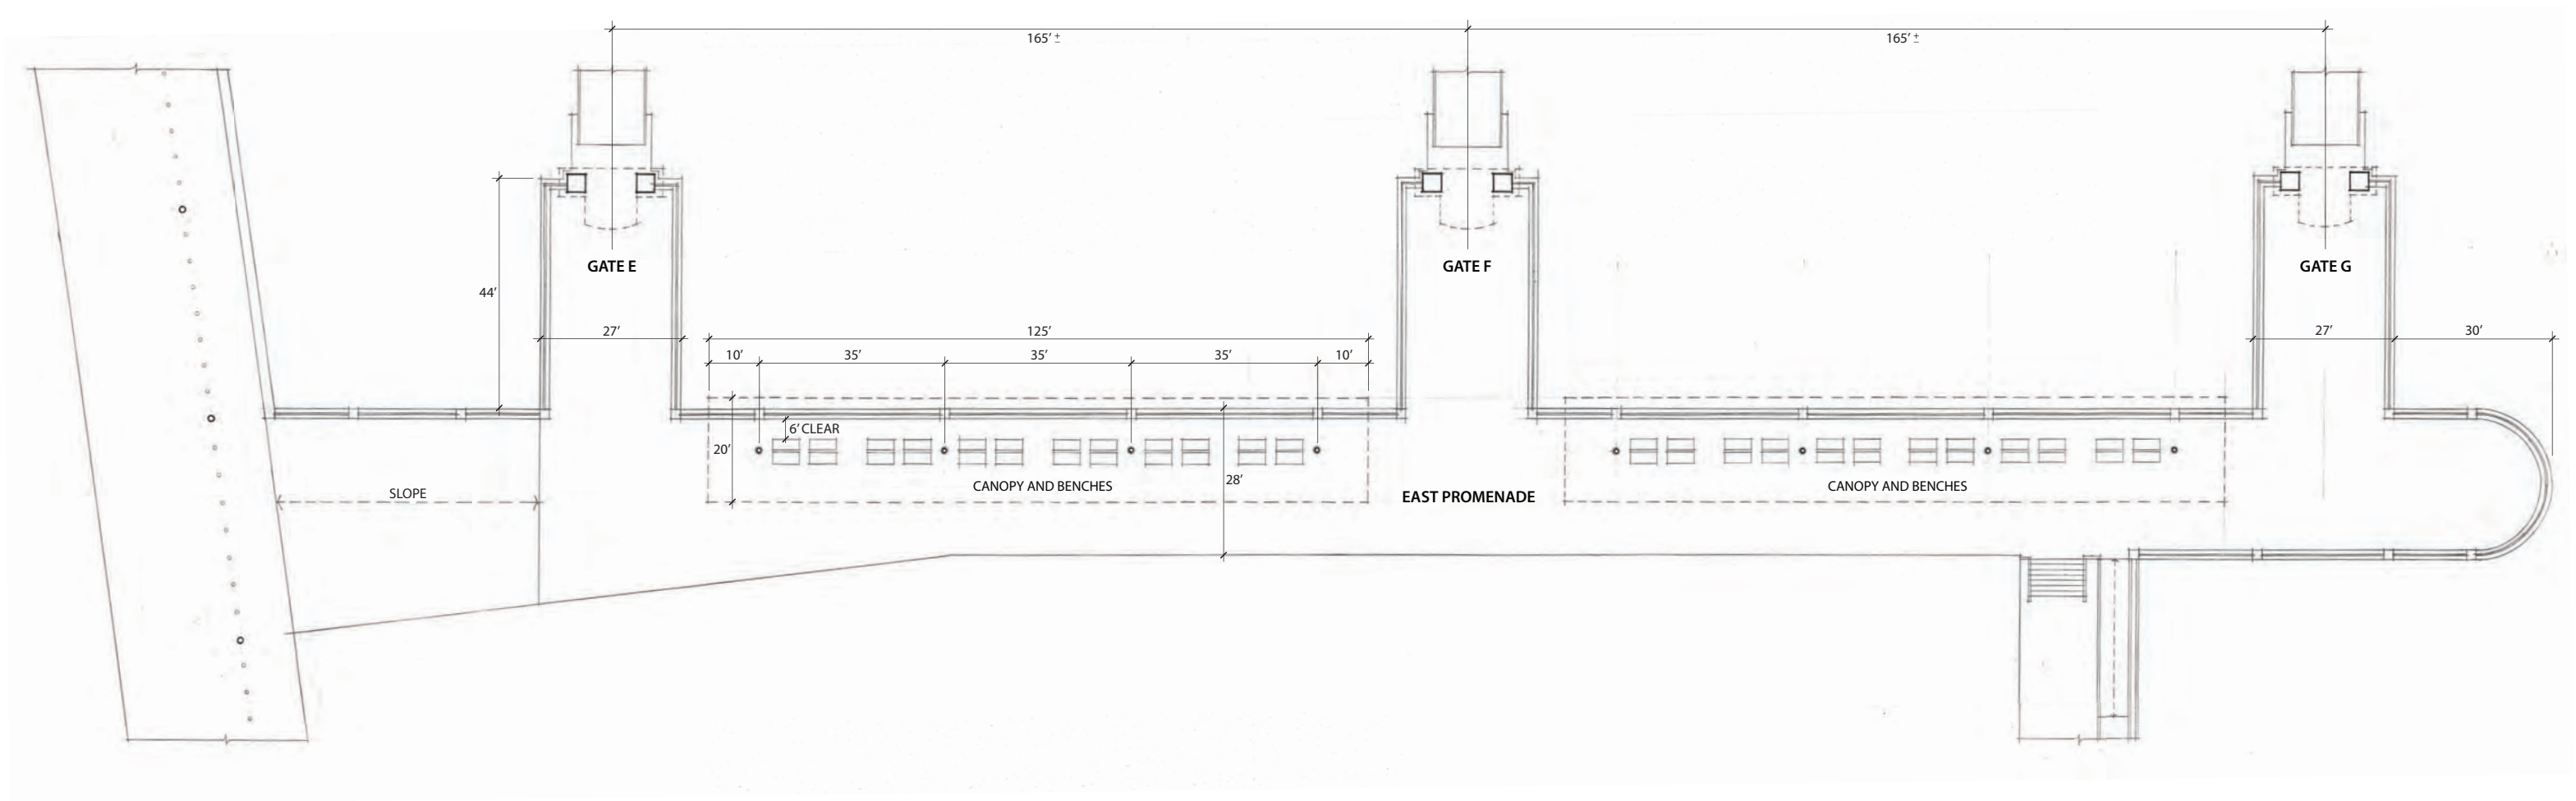 165' ±
165' ±
GATE E
GATE F
GATE G
44'
27'
125'
27'
30'
10'
35'
35'
35'
10'
6' CLEAR
20'
28'
SLOPE
CANOPY AND BENCHES
CANOPY AND BENCHES
EAST PROMENADE